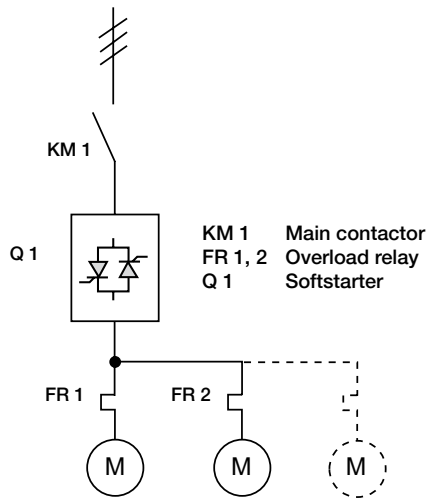 KM 1
Q 1
KM 1 Main contactor
FR 1, 2 Overload relay
Q 1 Softstarter
FR 1
FR 2
M
M
M